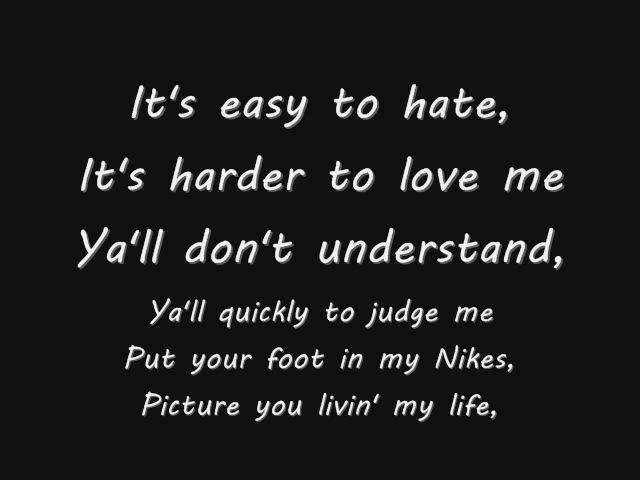 It's easy to hate,
It's harder to love me
Ya'll don't understand,
Ya'll quickly to judge me
Put your foot in my Nikes,
Picture you livin' my life,